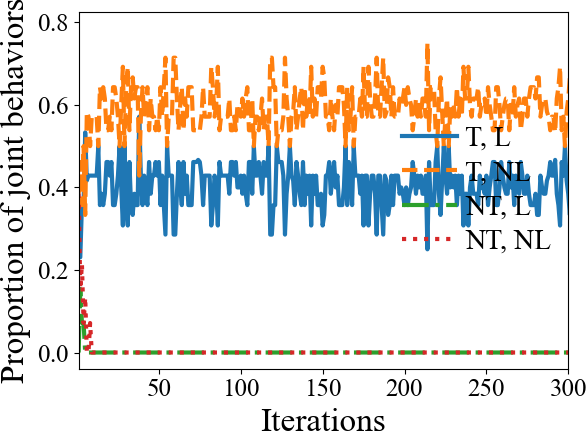 Proportion of joint behaviors
0.8
0.6
0.4
0.2
0.0
T, L
T, NL
NT, L
NT, NL
50
100
150
200
250
300
Iterations